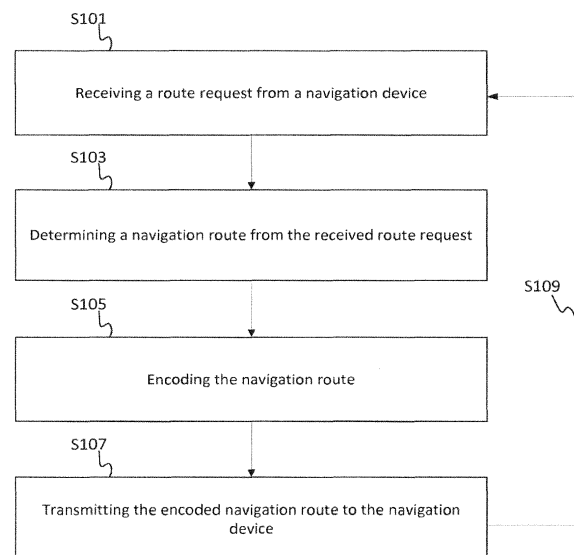 S101
Receiving a route request from a navigation device
S103
Determining a navigation route from the received route request
S109
S105
Encoding the navigation route
S107
Transmitting the encoded navigation route to the navigation
device